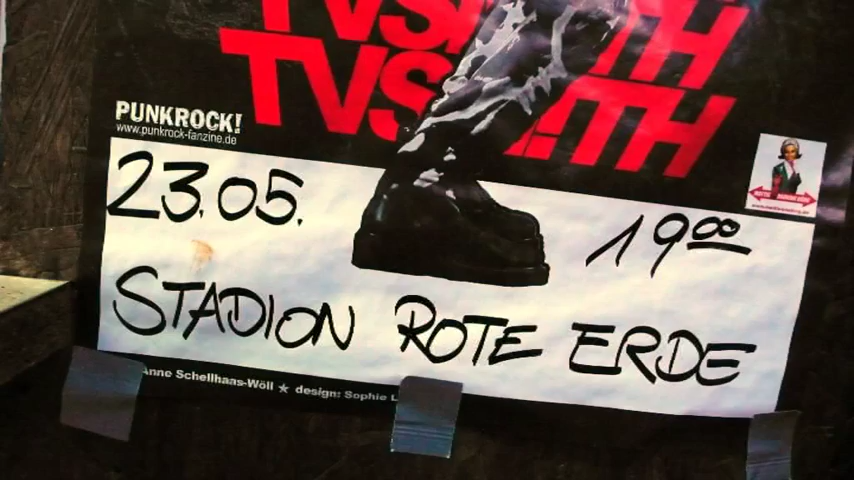 TVSMITH
TVSMITH
PUNKROCK!
www.punkrock-fanzine.de
23.05.
19⁰⁰
STADION ROTE ERDE
Anne Schellhaas-Wöll ★ design: Sophie L